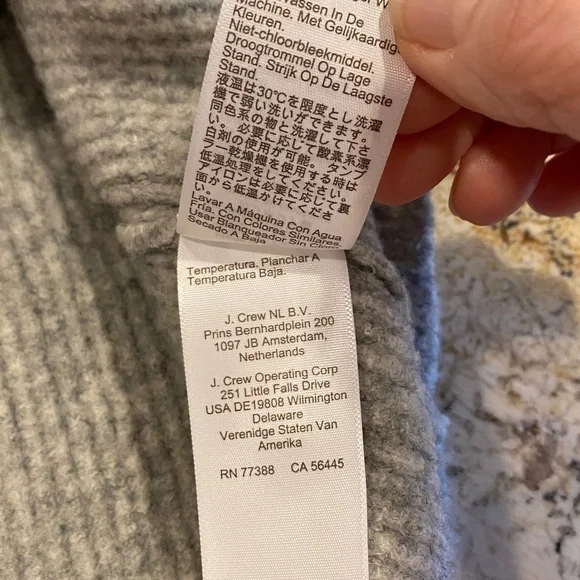 assen In De
Machine. Met Gelijkaardig
Kleuren.
Niet-chloorbleekmiddel.
Droogtrommel Op Lage
Stand. Strijk Op De Laagste
Stand.
液温は30℃を限度とし洗濯
機で弱い洗いができます。
同色系の物と洗濯して下さ
い。必要に応じて酸素系漂
白剤の使用が可能。タンブ
ラー乾燥機を使用する時は
低温処理をしてください。
アイロンは必要に応じて裏
面から低温かけてくださ
い。
Lavar A Máquina Con Agua
Fría. Con Colores Similares.
Usar Blanqueador Sin Cloro
Secado A Baja
Temperatura. Planchar A
Temperatura Baja.
J. Crew NL B.V.
Prins Bernhardplein 200
1097 JB Amsterdam,
Netherlands
J. Crew Operating Corp
251 Little Falls Drive
USA DE19808 Wilmington
Delaware
Verenidge Staten Van
Amerika
RN 77388 CA 56445